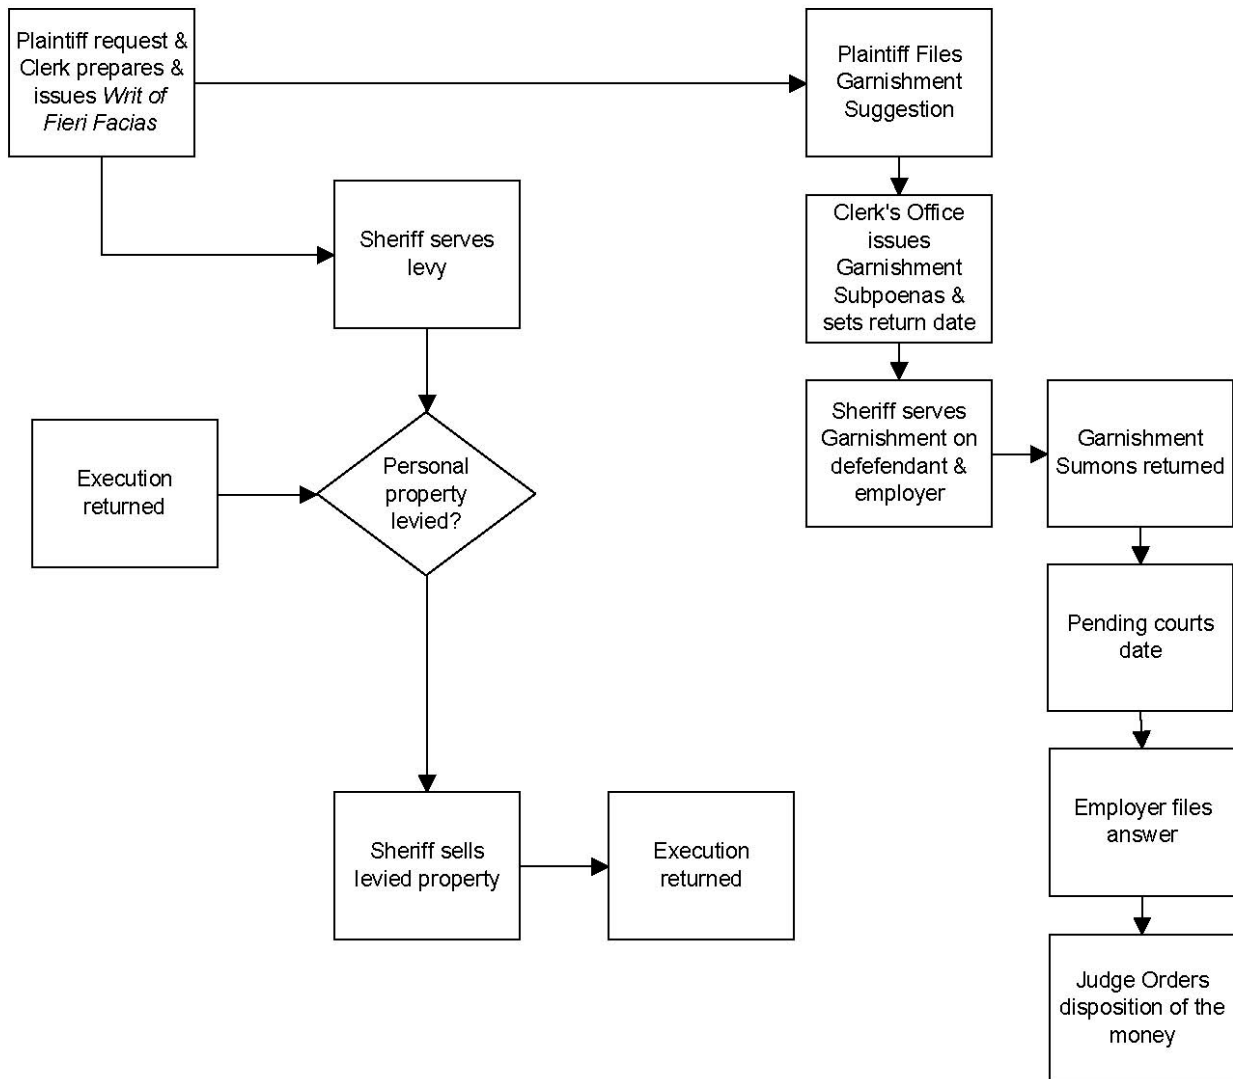 Plaintiff request &
Clerk prepares &
issues Writ of
Fieri Facias
Plaintiff Files
Garnishment
Suggestion
Sheriff serves
levy
Clerk's Office
issues
Garnishment
Subpoenas &
sets return date
Execution
returned
Personal
property
levied?
Sheriff serves
Garnishment on
defefendant &
employer
Garnishment
Sumons returned
Pending courts
date
Sheriff sells
levied property
Execution
returned
Employer files
answer
Judge Orders
disposition of the
money